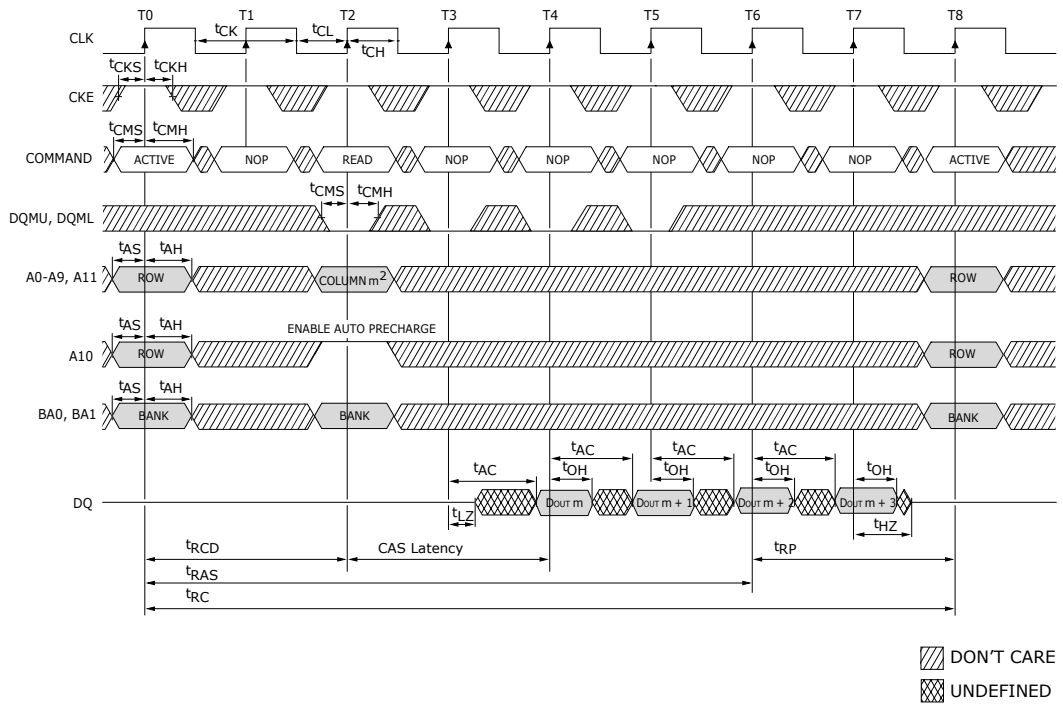 T0 T1 T2 T3 T4 T5 T6 T7 T8
tCK tCL
CLK
tCH
tCKS tCKH
CKE
tCMS tCMH
COMMAND ACTIVE NOP READ NOP NOP NOP NOP NOP ACTIVE
tCMS tCMH
DQMU, DQML
tAS tAH
A0-A9, A11 ROW COLUMN m2 ROW
ENABLE AUTO PRECHARGE
tAS tAH
A10 ROW ROW
tAS tAH
BA0, BA1 BANK BANK BANK
tAC tAC tAC tAC
tOH tOH tOH tOH
DQ DOUT m DOUT m + 1 DOUT m + 2 DOUT m + 3
tLZ tHZ
tRCD CAS Latency tRP
tRAS
tRC
DON'T CARE
UNDEFINED